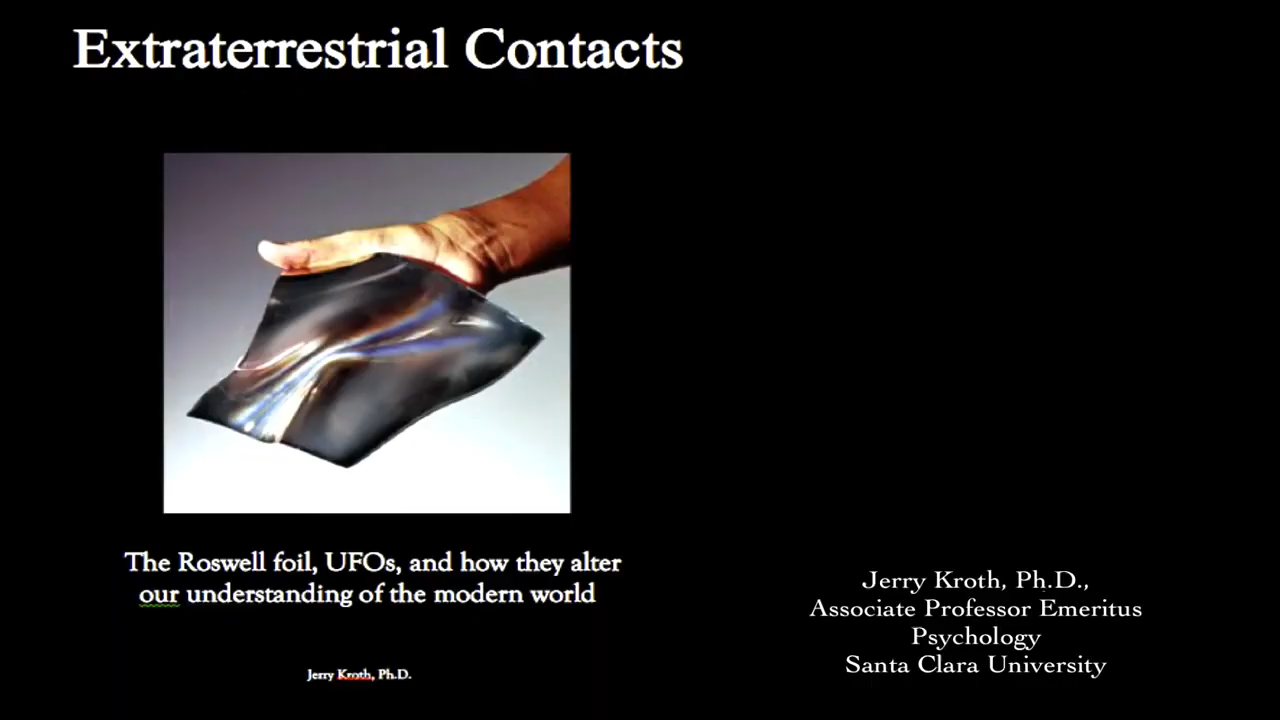 Extraterrestrial Contacts
The Roswell foil, UFOs, and how they alter
our understanding of the modern world
Jerry Kroth, Ph.D.
Jerry Kroth, Ph.D.,
Associate Professor Emeritus
Psychology
Santa Clara University